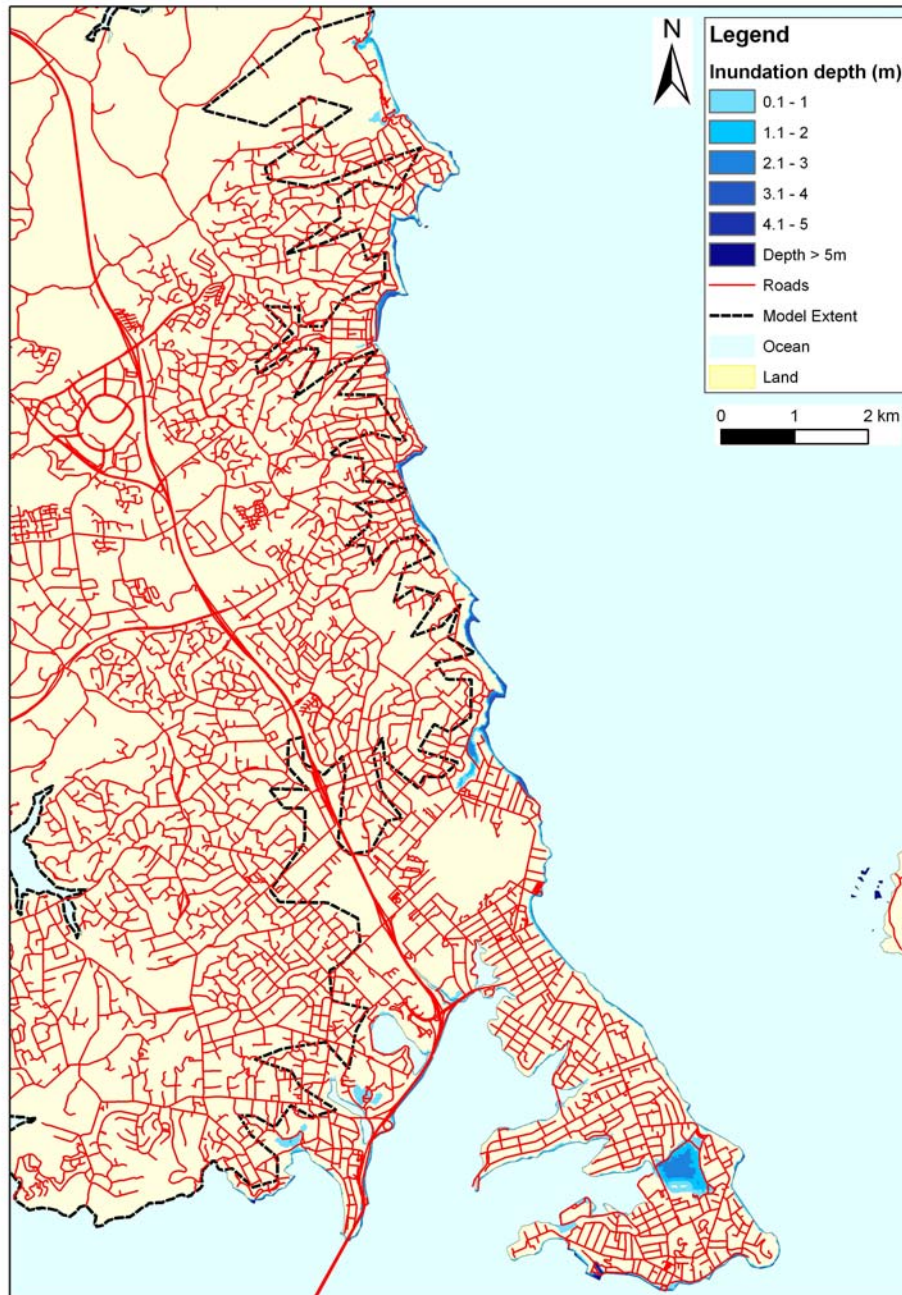 N
Legend
Inundation depth (m)
0.1 - 1
1.1 - 2
2.1 - 3
3.1 - 4
4.1 - 5
Depth > 5m
Roads
Model Extent
Ocean
Land
0 1 2 km